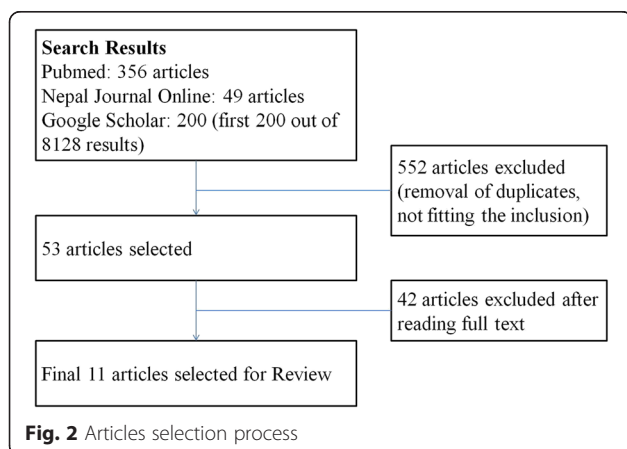 Search Results
Pubmed: 356 articles
Nepal Journal Online: 49 articles
Google Scholar: 200 (first 200 out of
8128 results)
552 articles excluded
(removal of duplicates,
not fitting the inclusion)
53 articles selected
42 articles excluded after
reading full text
Final 11 articles selected for Review
Fig. 2 Articles selection process